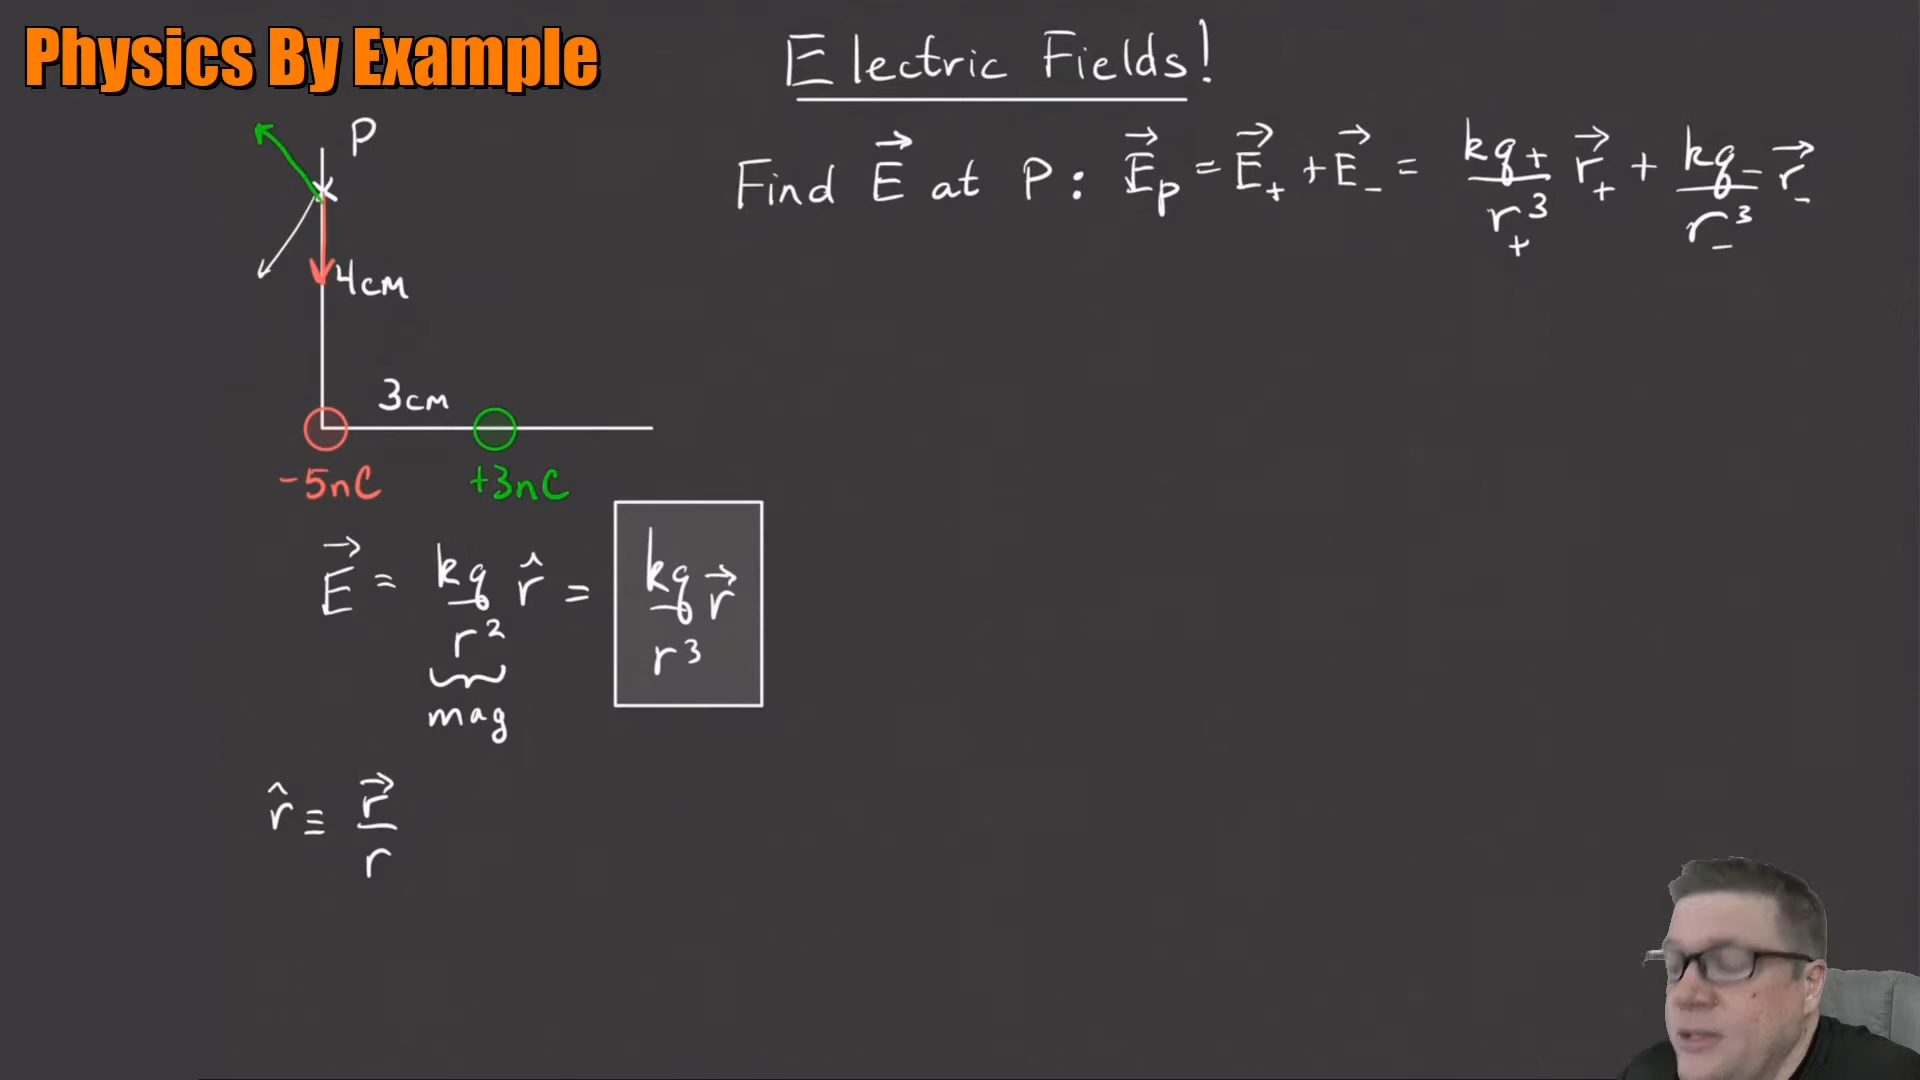 Physics By Example
Electric Fields!
P
Find E⃗ at P: E⃗p = E⃗₊ + E⃗₋ = kq₊/r₊³ r⃗₊ + kq₋/r₋³ r⃗₋
4cm
3cm
-5nC +3nC
E⃗ = kq/r² r̂ = kq/r³ r⃗
mag
r̂ ≡ r⃗/r